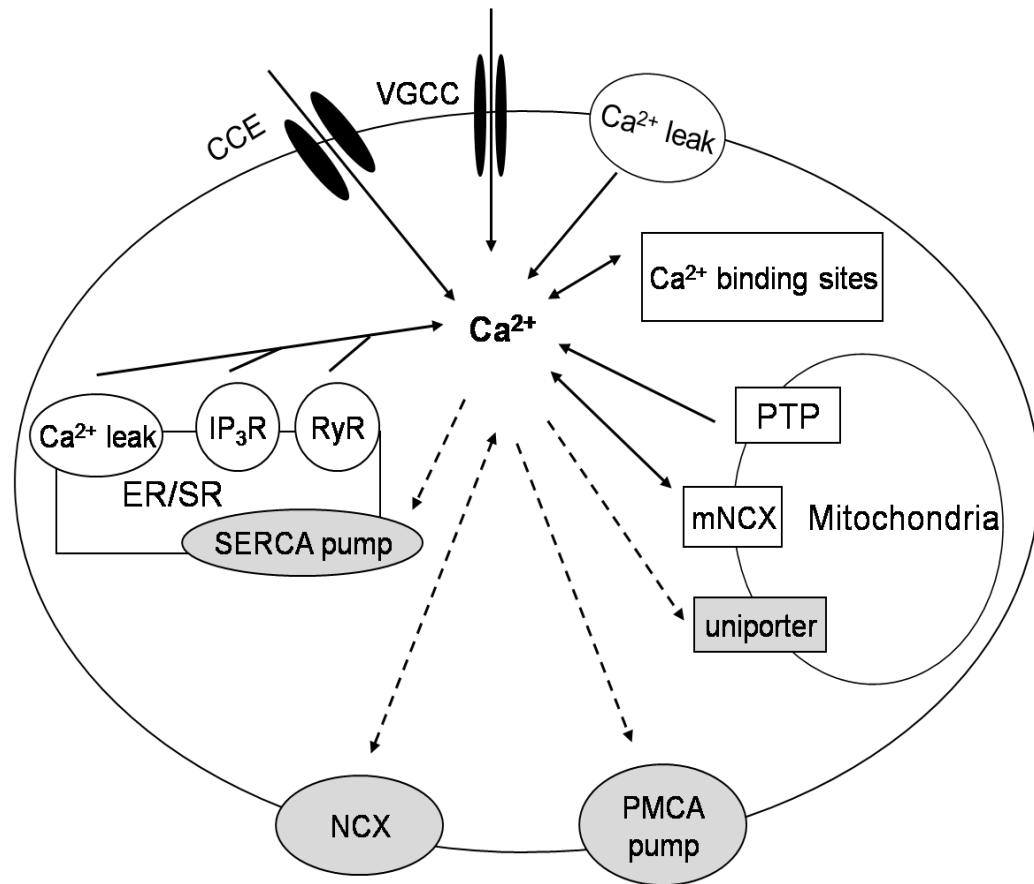 VGCC
CCE
Ca²⁺ leak
Ca²⁺ binding sites
Ca²⁺
PTP
Ca²⁺ leak
IP₃R
RyR
ER/SR
mNCX
Mitochondria
SERCA pump
uniporter
NCX
PMCA
pump